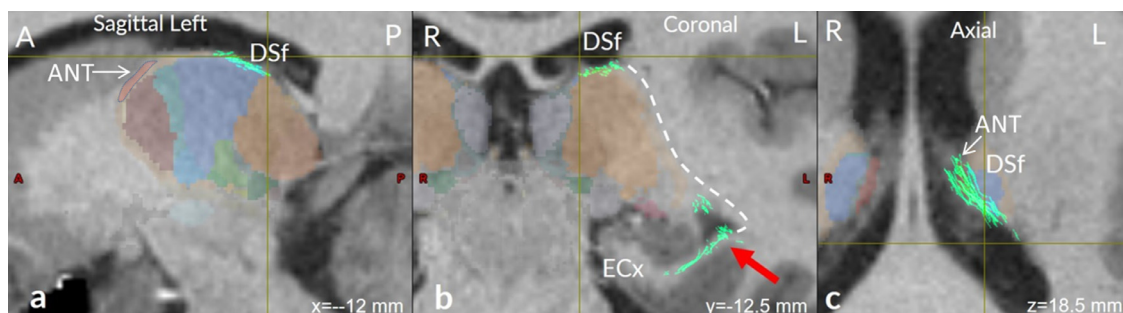 A Sagittal Left P
DSf
ANT
A P
a x=--12 mm
R Coronal
DSf L
R L
ECx
b y=-12.5 mm
R Axial L
ANT
DSf
R L
c z=18.5 mm